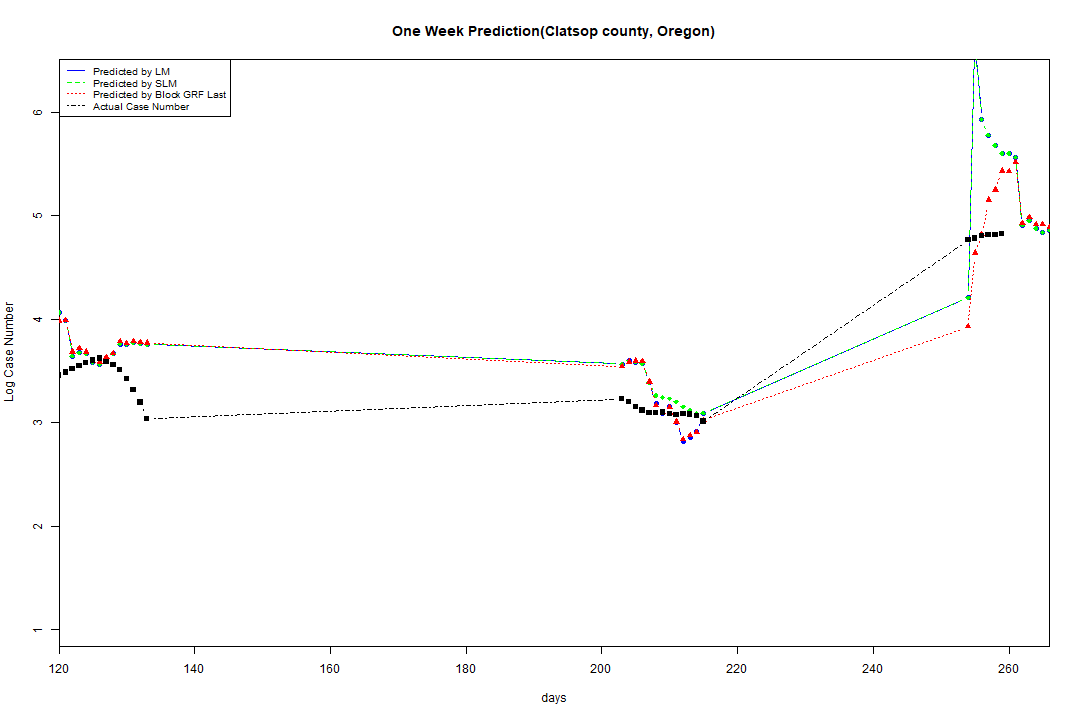 One Week Prediction(Clatsop county, Oregon)
Predicted by LM
Predicted by SLM
Predicted by Block GRF Last
Actual Case Number
6
5
4
3
2
1
Log Case Number
120 140 160 180 200 220 240 260
days